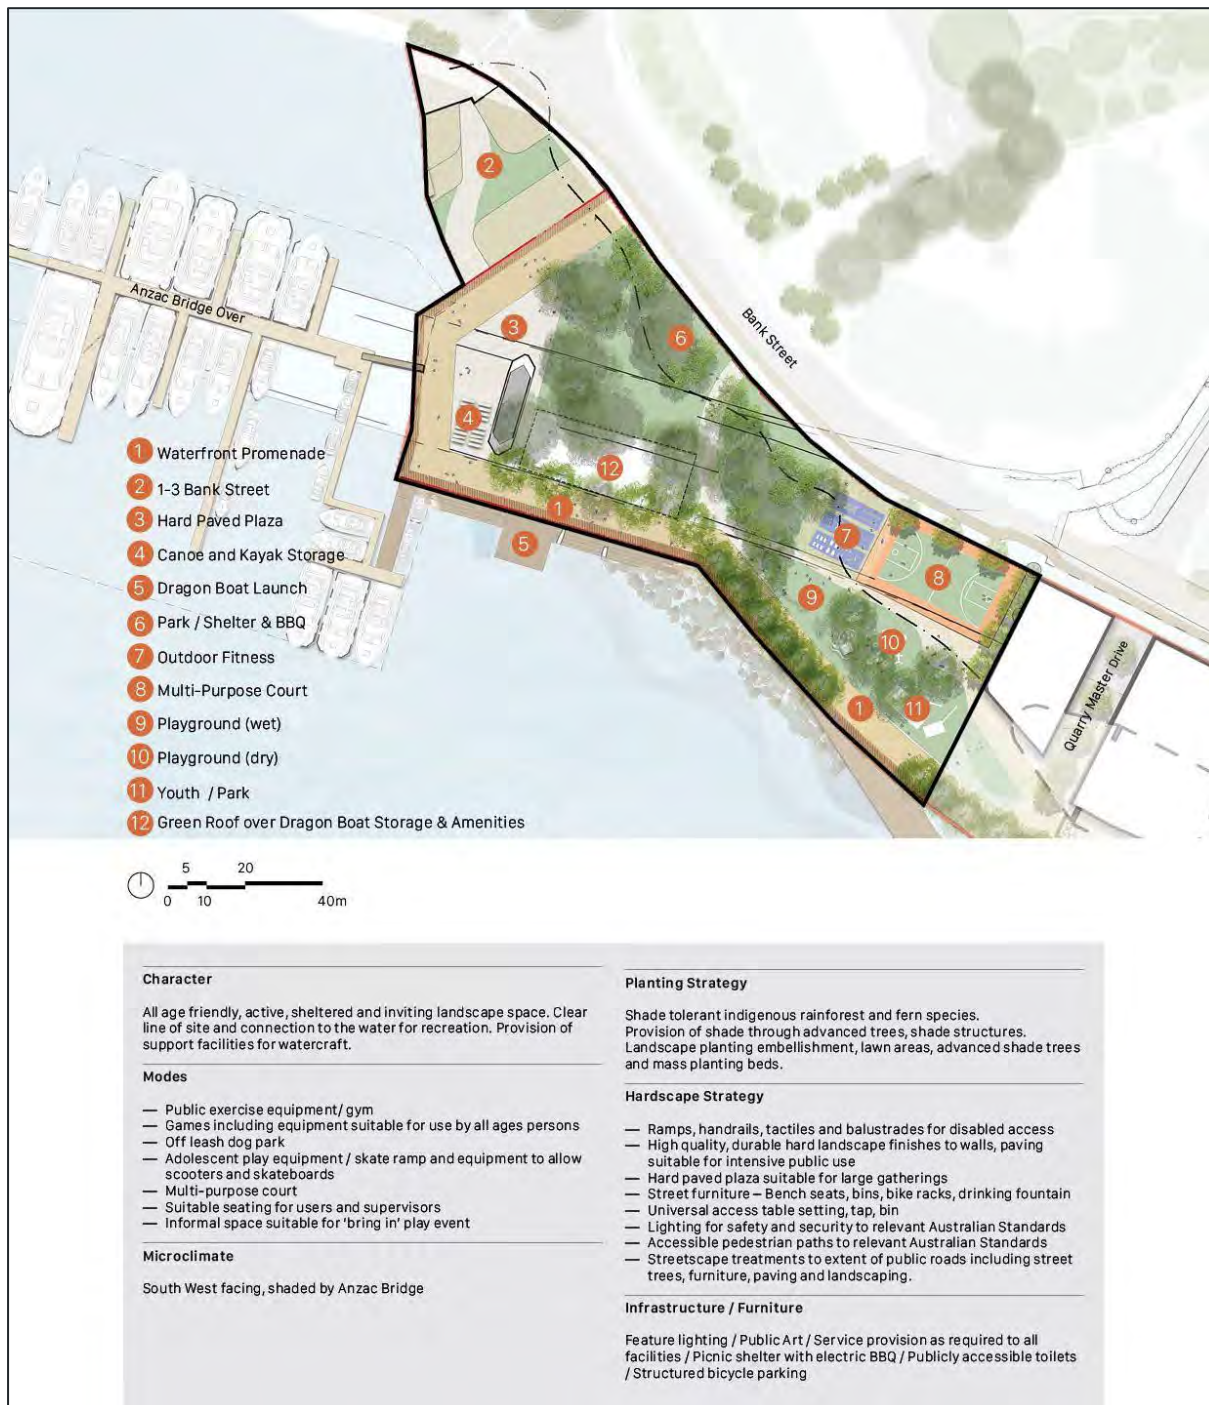 2
Anzac Bridge Over
3
6
Bank Street
4
12
1
5
7
8
9
10
1
11
Quarry Master Drive
1 Waterfront Promenade
2 1-3 Bank Street
3 Hard Paved Plaza
4 Canoe and Kayak Storage
5 Dragon Boat Launch
6 Park / Shelter & BBQ
7 Outdoor Fitness
8 Multi-Purpose Court
9 Playground (wet)
10 Playground (dry)
11 Youth / Park
12 Green Roof over Dragon Boat Storage & Amenities
5 20
0 10 40m
Character
All age friendly, active, sheltered and inviting landscape space. Clear
line of site and connection to the water for recreation. Provision of
support facilities for watercraft.
Modes
— Public exercise equipment/ gym
— Games including equipment suitable for use by all ages persons
— Off leash dog park
— Adolescent play equipment / skate ramp and equipment to allow
scooters and skateboards
— Multi-purpose court
— Suitable seating for users and supervisors
— Informal space suitable for 'bring in' play event
Microclimate
South West facing, shaded by Anzac Bridge
Planting Strategy
Shade tolerant indigenous rainforest and fern species.
Provision of shade through advanced trees, shade structures.
Landscape planting embellishment, lawn areas, advanced shade trees
and mass planting beds.
Hardscape Strategy
— Ramps, handrails, tactiles and balustrades for disabled access
— High quality, durable hard landscape finishes to walls, paving
suitable for intensive public use
— Hard paved plaza suitable for large gatherings
— Street furniture – Bench seats, bins, bike racks, drinking fountain
— Universal access table setting, tap, bin
— Lighting for safety and security to relevant Australian Standards
— Accessible pedestrian paths to relevant Australian Standards
— Streetscape treatments to extent of public roads including street
trees, furniture, paving and landscaping.
Infrastructure / Furniture
Feature lighting / Public Art / Service provision as required to all
facilities / Picnic shelter with electric BBQ / Publicly accessible toilets
/ Structured bicycle parking